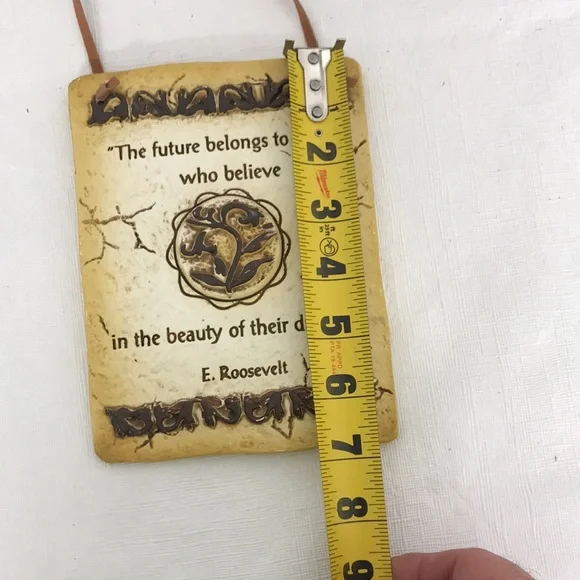 "The future belongs to
who believe
in the beauty of their d
E. Roosevelt
2
3
4
5
6
7
8
9